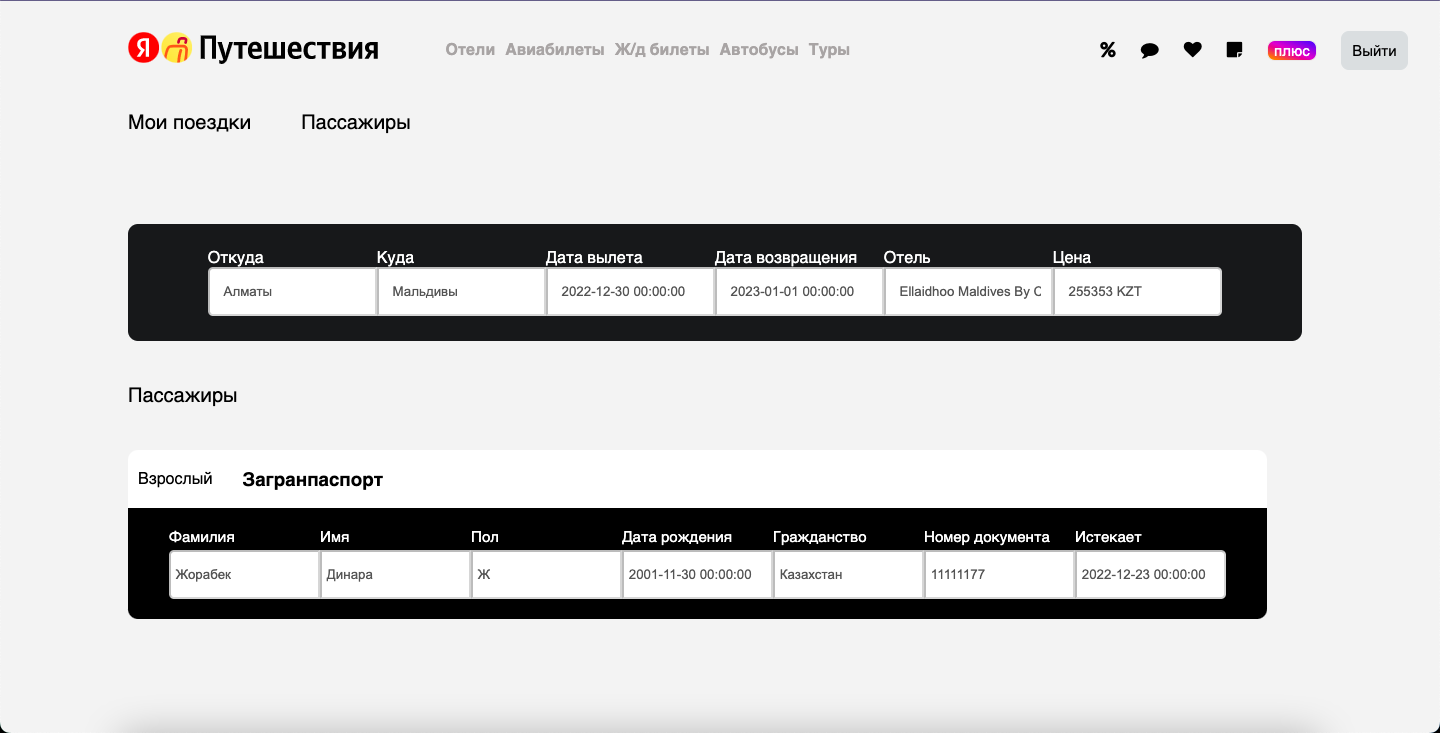 Я Путешествия Отели Авиабилеты Ж/д билеты Автобусы Туры % плюс Выйти
Мои поездки Пассажиры
Откуда Куда Дата вылета Дата возвращения Отель Цена
Алматы Мальдивы 2022-12-30 00:00:00 2023-01-01 00:00:00 Ellaidhoo Maldives By C 255353 KZT
Пассажиры
Взрослый Загранпаспорт
Фамилия Имя Пол Дата рождения Гражданство Номер документа Истекает
Жорабек Динара Ж 2001-11-30 00:00:00 Казахстан 11111177 2022-12-23 00:00:00